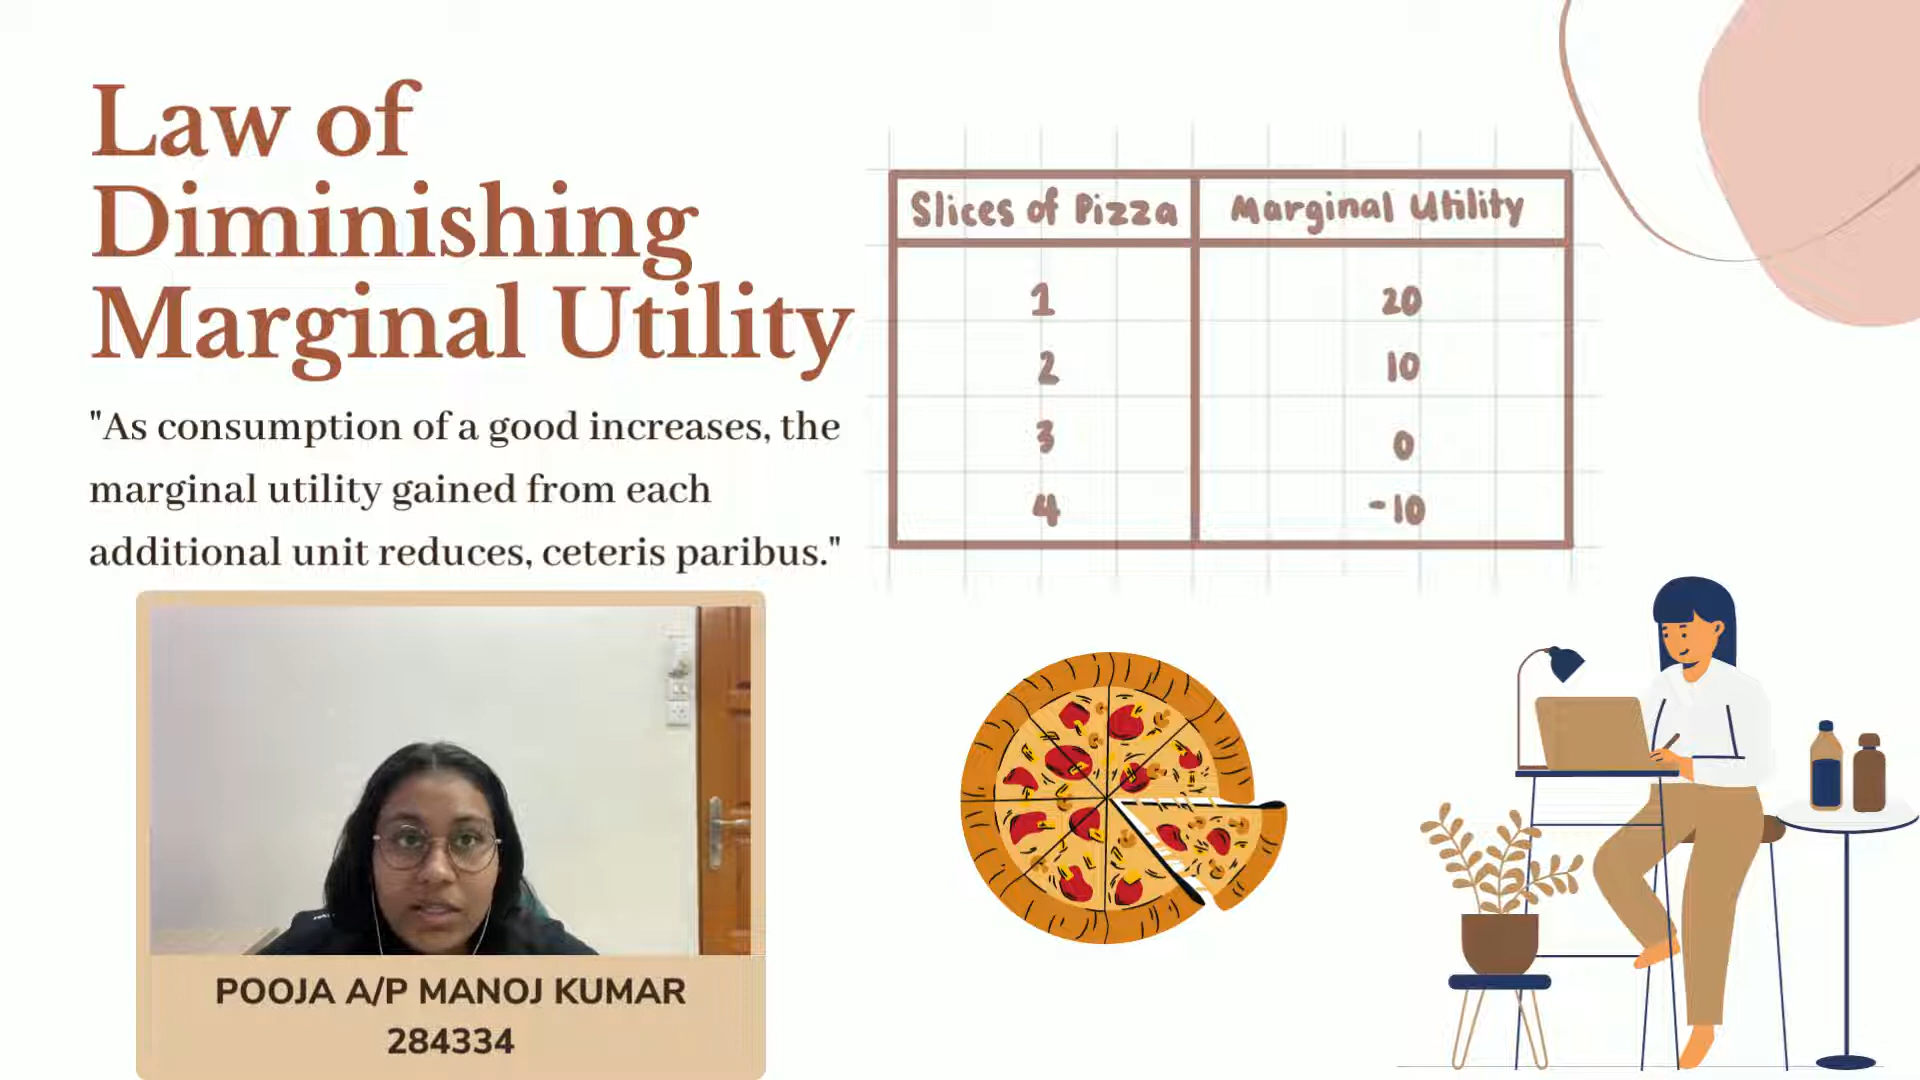 Law of
Diminishing
Marginal Utility
"As consumption of a good increases, the
marginal utility gained from each
additional unit reduces, ceteris paribus."
Slices of Pizza Marginal Utility
1 20
2 10
3 0
4 -10
POOJA A/P MANOJ KUMAR
284334